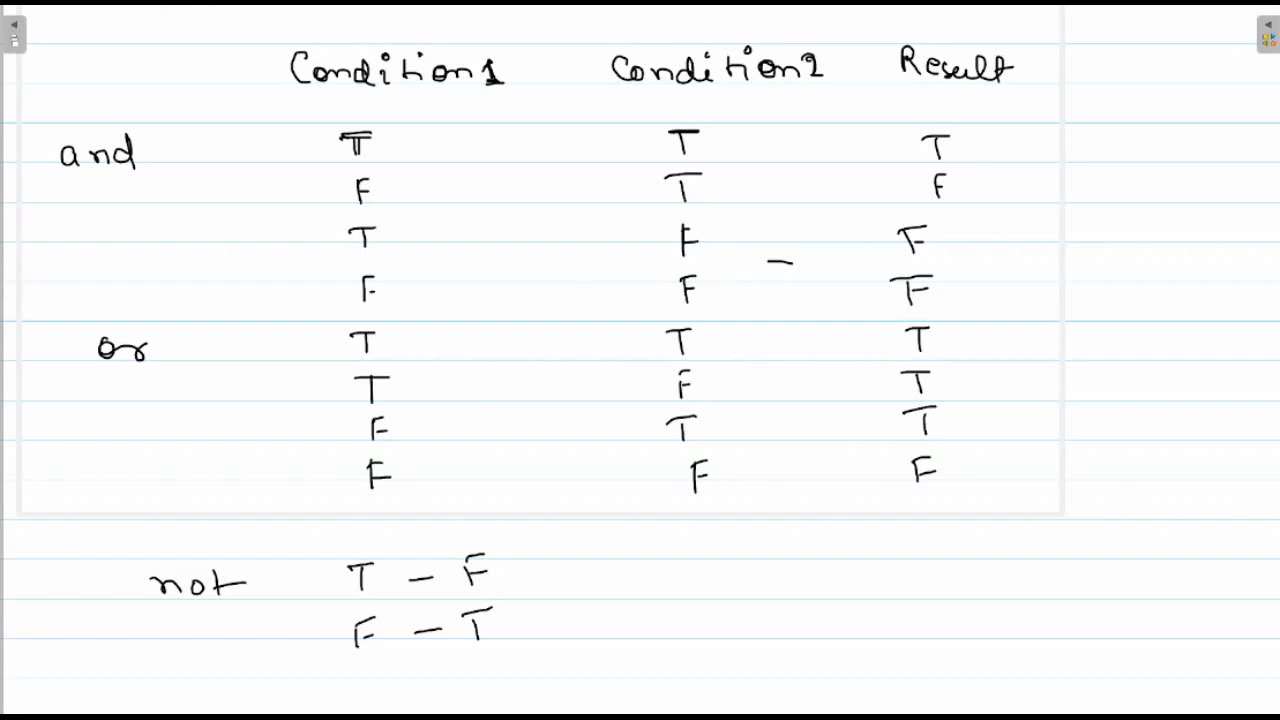 Condition1 Condition2 Result
and T T T
F T F
T F - F
F F F
or T T T
T F T
F T T
F F F
not T - F
F - T